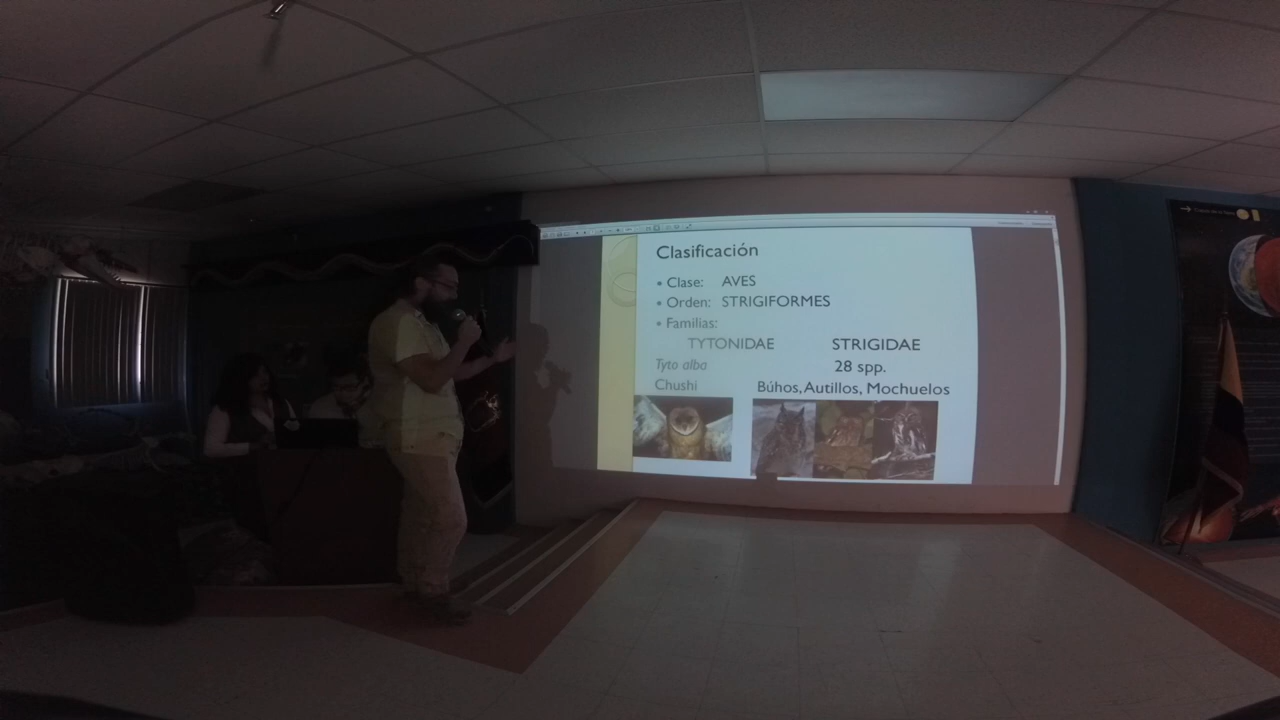 Clasificación
• Clase: AVES
• Orden: STRIGIFORMES
• Familias:
TYTONIDAE STRIGIDAE
Tyto alba 28 spp.
Chushi Búhos, Autillos, Mochuelos